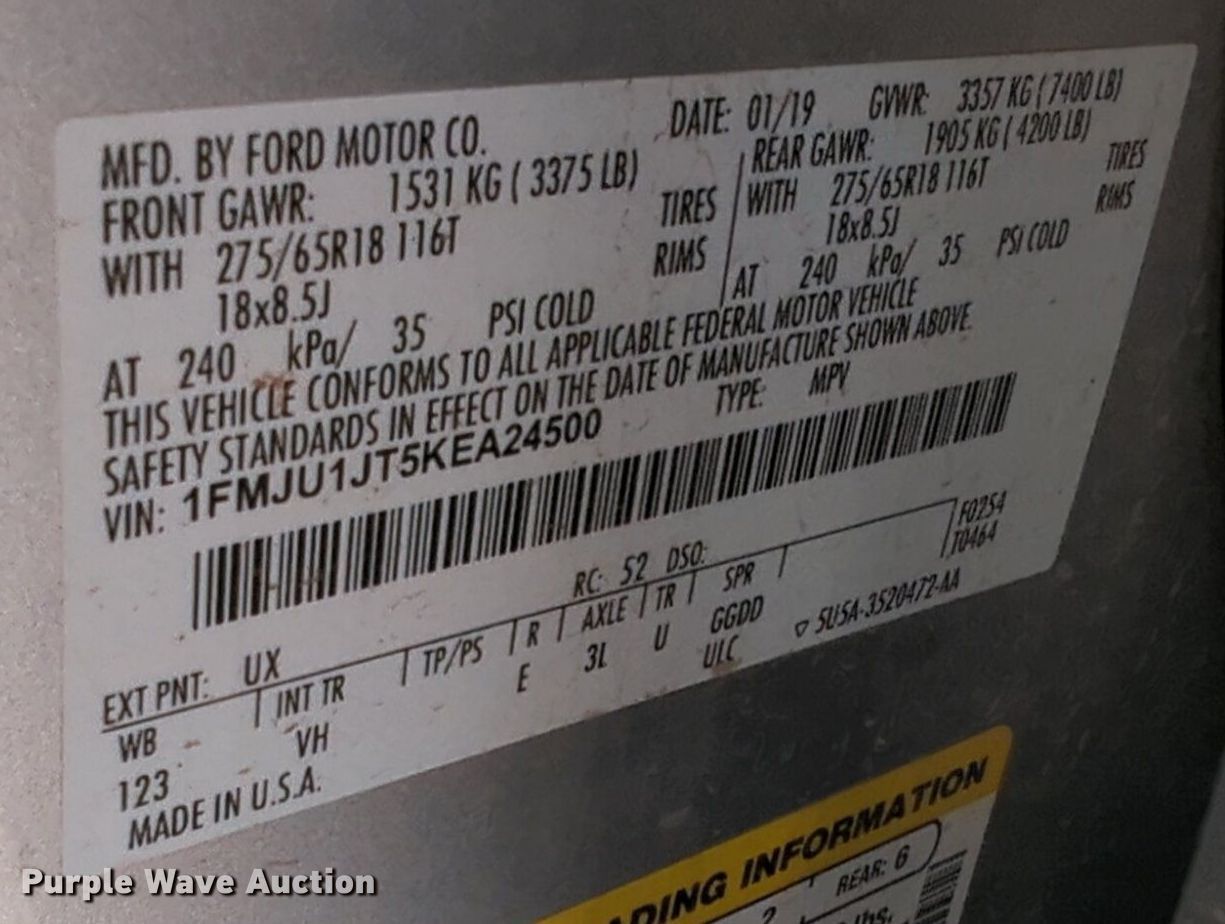 MFD. BY FORD MOTOR CO. DATE: 01/19 GVWR: 3357 KG ( 7400 LB)
FRONT GAWR: 1531 KG ( 3375 LB) REAR GAWR: 1905 KG ( 4200 LB)
WITH 275/65R18 116T TIRES WITH 275/65R18 116T TIRES
18x8.5J RIMS 18x8.5J RIMS
AT 240 kPa/ 35 PSI COLD AT 240 kPa/ 35 PSI COLD
THIS VEHICLE CONFORMS TO ALL APPLICABLE FEDERAL MOTOR VEHICLE
SAFETY STANDARDS IN EFFECT ON THE DATE OF MANUFACTURE SHOWN ABOVE.
VIN: 1FMJU1JT5KEA24500 TYPE: MPV
F0254
T0464
EXT PNT: UX RC: 52 DSO:
WB INT TR TP/PS R AXLE TR SPR
123 VH E 3L U GGDD
ULC
MADE IN U.S.A. ▽ 5U5A-3520472-AA
ADING INFORMATION
2 REAR: 6
lbs.
Purple Wave Auction